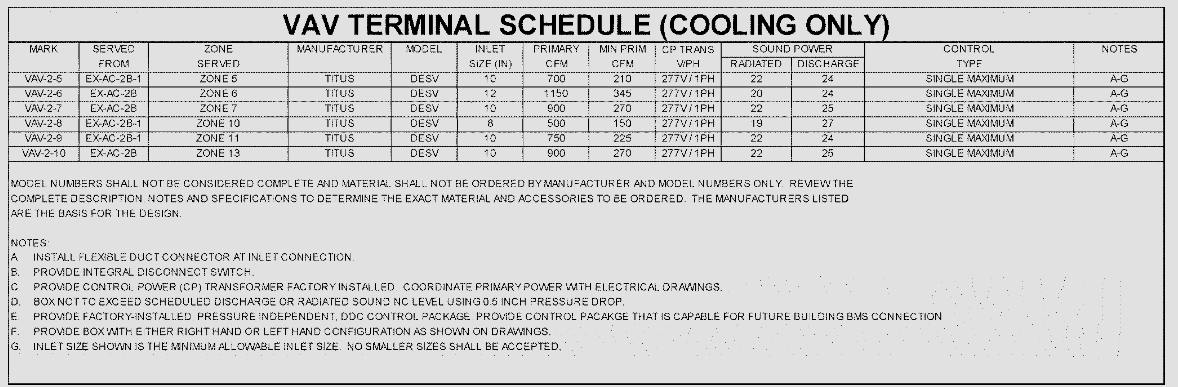 VAV TERMINAL SCHEDULE (COOLING ONLY)
MARK SERVED ZONE MANUFACTURER MODEL INLET PRIMARY MIN PRIM CP TRANS SOUND POWER CONTROL NOTES
FROM SERVED SIZE (IN) CFM CFM V/PH RADIATED DISCHARGE TYPE
VAV-2-5 EX-AC-2B-1 ZONE 5 TITUS DESV 10 700 210 277V/1PH 22 24 SINGLE MAXIMUM A-G
VAV-2-6 EX-AC-2B ZONE 6 TITUS DESV 12 1150 345 277V/1PH 20 24 SINGLE MAXIMUM A-G
VAV-2-7 EX-AC-2B ZONE 7 TITUS DESV 10 900 270 277V/1PH 22 25 SINGLE MAXIMUM A-G
VAV-2-8 EX-AC-2B-1 ZONE 10 TITUS DESV 8 500 150 277V/1PH 19 27 SINGLE MAXIMUM A-G
VAV-2-9 EX-AC-2B-1 ZONE 11 TITUS DESV 10 750 225 277V/1PH 22 24 SINGLE MAXIMUM A-G
VAV-2-10 EX-AC-2B ZONE 13 TITUS DESV 10 900 270 277V/1PH 22 25 SINGLE MAXIMUM A-G
MODEL NUMBERS SHALL NOT BE CONSIDERED COMPLETE AND MATERIAL SHALL NOT BE ORDERED BY MANUFACTURER AND MODEL NUMBERS ONLY. REVIEW THE
COMPLETE DESCRIPTION, NOTES AND SPECIFICATIONS TO DETERMINE THE EXACT MATERIAL AND ACCESSORIES TO BE ORDERED. THE MANUFACTURERS LISTED
ARE THE BASIS FOR THE DESIGN.
NOTES:
A. INSTALL FLEXIBLE DUCT CONNECTOR AT INLET CONNECTION.
B. PROVIDE INTEGRAL DISCONNECT SWITCH.
C. PROVIDE CONTROL POWER (CP) TRANSFORMER FACTORY INSTALLED. COORDINATE PRIMARY POWER WITH ELECTRICAL DRAWINGS.
D. BOX NOT TO EXCEED SCHEDULED DISCHARGE OR RADIATED SOUND NC LEVEL USING 0.5 INCH PRESSURE DROP.
E. PROVIDE FACTORY-INSTALLED, PRESSURE INDEPENDENT, DDC CONTROL PACKAGE. PROVIDE CONTROL PACAKGE THAT IS CAPABLE FOR FUTURE BUILDING BMS CONNECTION
F. PROVIDE BOX WITH EITHER RIGHT HAND OR LEFT HAND CONFIGURATION AS SHOWN ON DRAWINGS.
G. INLET SIZE SHOWN IS THE MINIMUM ALLOWABLE INLET SIZE. NO SMALLER SIZES SHALL BE ACCEPTED.